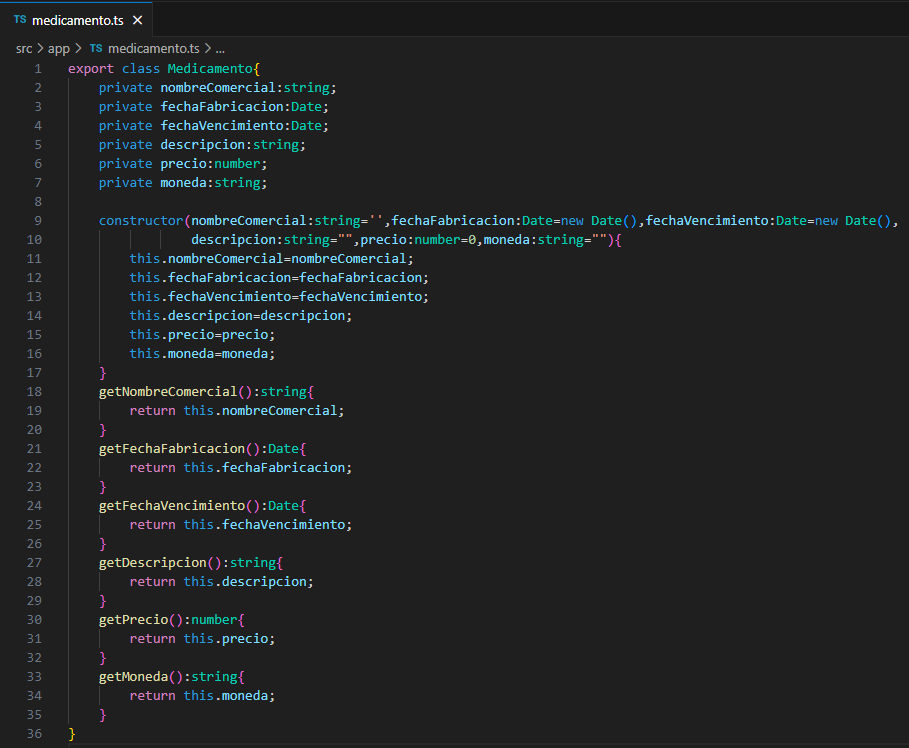 TS medicamento.ts ×
src > app > TS medicamento.ts > ...
1 export class Medicamento{
2     private nombreComercial:string;
3     private fechaFabricacion:Date;
4     private fechaVencimiento:Date;
5     private descripcion:string;
6     private precio:number;
7     private moneda:string;
8
9     constructor(nombreComercial:string='',fechaFabricacion:Date=new Date(),fechaVencimiento:Date=new Date(),
10                 descripcion:string="",precio:number=0,moneda:string=""){
11         this.nombreComercial=nombreComercial;
12         this.fechaFabricacion=fechaFabricacion;
13         this.fechaVencimiento=fechaVencimiento;
14         this.descripcion=descripcion;
15         this.precio=precio;
16         this.moneda=moneda;
17     }
18     getNombreComercial():string{
19         return this.nombreComercial;
20     }
21     getFechaFabricacion():Date{
22         return this.fechaFabricacion;
23     }
24     getFechaVencimiento():Date{
25         return this.fechaVencimiento;
26     }
27     getDescripcion():string{
28         return this.descripcion;
29     }
30     getPrecio():number{
31         return this.precio;
32     }
33     getMoneda():string{
34         return this.moneda;
35     }
36 }